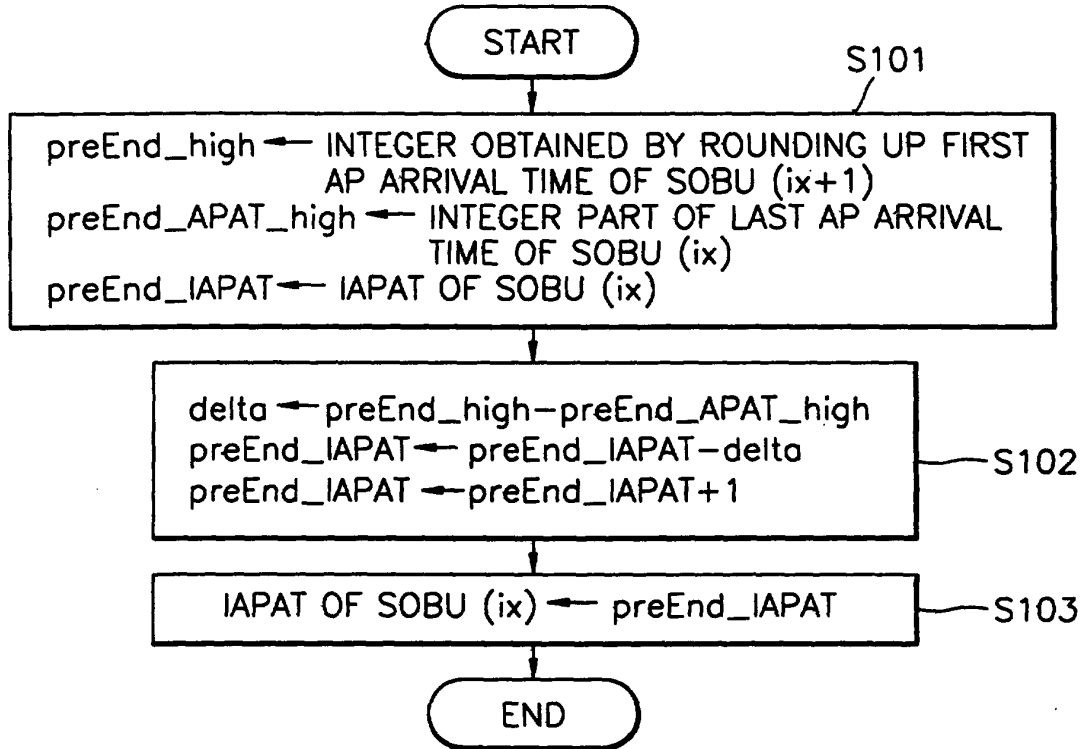 START
S101
preEnd_high ← INTEGER OBTAINED BY ROUNDING UP FIRST
AP ARRIVAL TIME OF SOBU (ix+1)
preEnd_APAT_high ← INTEGER PART OF LAST AP ARRIVAL
TIME OF SOBU (ix)
preEnd_IAPAT ← IAPAT OF SOBU (ix)
delta ← preEnd_high-preEnd_APAT_high
preEnd_IAPAT ← preEnd_IAPAT-delta
preEnd_IAPAT ← preEnd_IAPAT+1
S102
IAPAT OF SOBU (ix) ← preEnd_IAPAT
S103
END